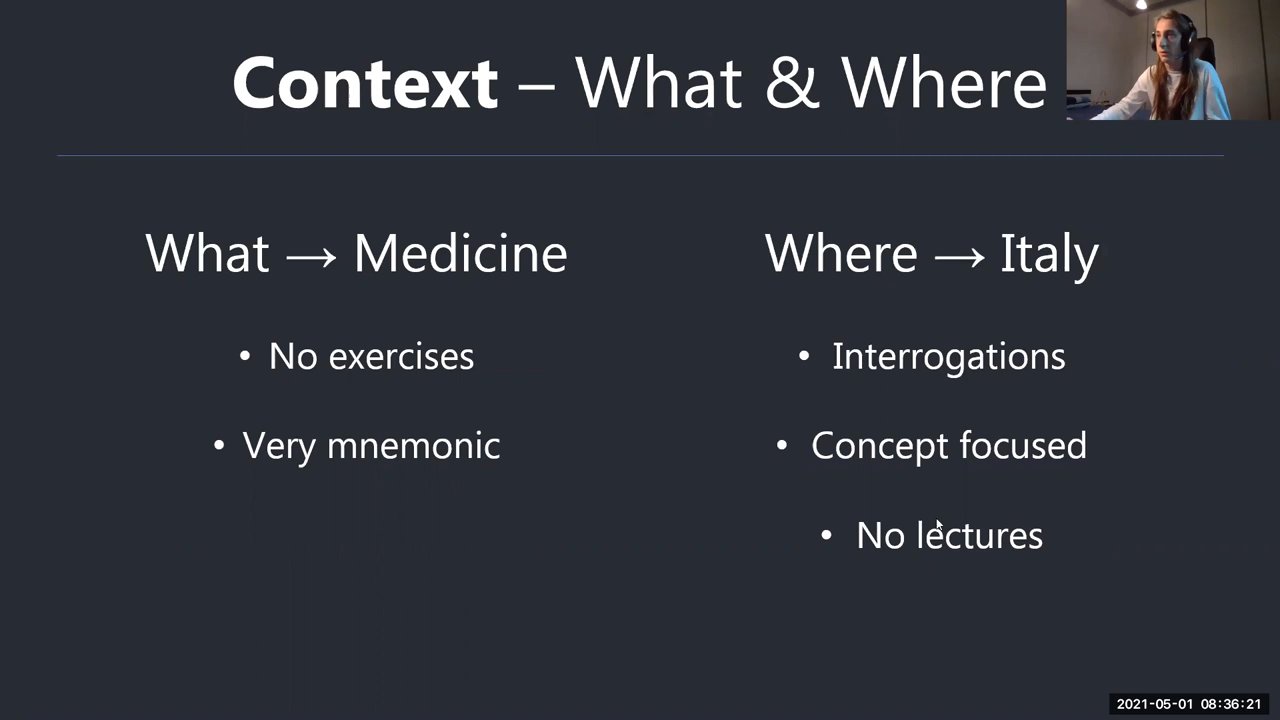 Context – What & Where
What → Medicine
• No exercises
• Very mnemonic
Where → Italy
• Interrogations
• Concept focused
• No lectures
2021-05-01 08:36:21